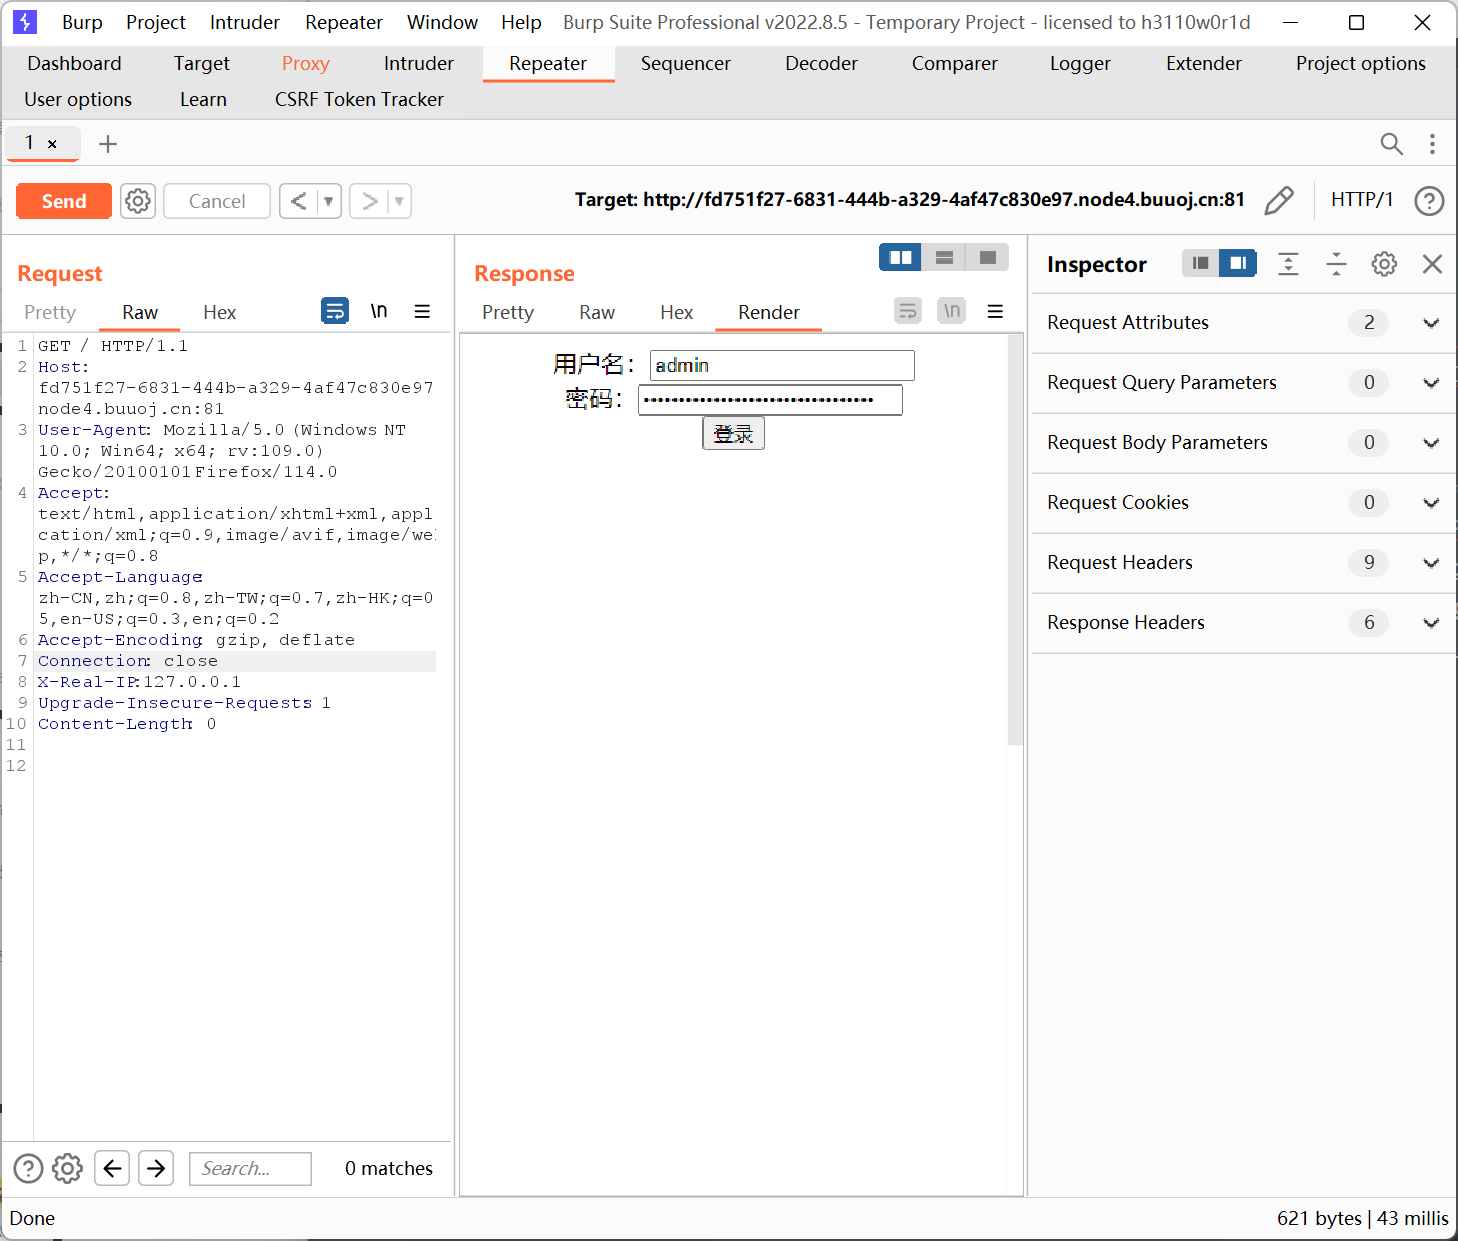 Burp Project Intruder Repeater Window Help Burp Suite Professional v2022.8.5 - Temporary Project - licensed to h3110w0r1d
Dashboard Target Proxy Intruder Repeater Sequencer Decoder Comparer Logger Extender Project options
User options Learn CSRF Token Tracker
1 ×
Send Cancel Target: http://fd751f27-6831-444b-a329-4af47c830e97.node4.buuoj.cn:81 HTTP/1
Request
Pretty Raw Hex \n
1 GET / HTTP/1.1
2 Host:
fd751f27-6831-444b-a329-4af47c830e97
node4.buuoj.cn:81
3 User-Agent: Mozilla/5.0 (Windows NT
10.0; Win64; x64; rv:109.0)
Gecko/20100101 Firefox/114.0
4 Accept:
text/html,application/xhtml+xml,appl
cation/xml;q=0.9,image/avif,image/we
p,*/*;q=0.8
5 Accept-Language:
zh-CN,zh;q=0.8,zh-TW;q=0.7,zh-HK;q=0
5,en-US;q=0.3,en;q=0.2
6 Accept-Encoding: gzip, deflate
7 Connection: close
8 X-Real-IP:127.0.0.1
9 Upgrade-Insecure-Requests: 1
10 Content-Length: 0
11
12
Search... 0 matches
Response
Pretty Raw Hex Render \n
用户名： admin
密码： ••••••••••••••••••••••••••••••••
登录
Inspector
Request Attributes 2
Request Query Parameters 0
Request Body Parameters 0
Request Cookies 0
Request Headers 9
Response Headers 6
Done 621 bytes | 43 millis